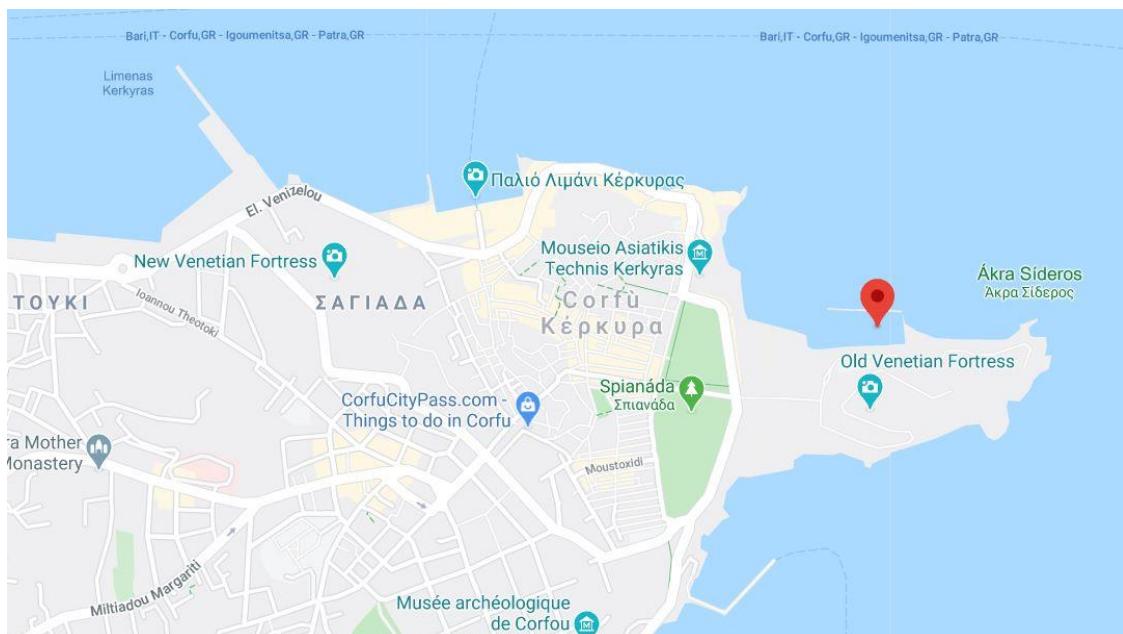 Bari,IT - Corfu,GR - Igoumenitsa,GR - Patra,GR
Bari,IT - Corfu,GR - Igoumenitsa,GR - Patra,GR
Limenas
Kerkyras
Παλιό Λιμάνι Κέρκυρας
El. Venizelou
New Venetian Fortress
Mouseio Asiatikis
Technis Kerkyras
Ákra Síderos
Άκρα Σίδερος
ΤΟΥΚΙ
Ioannou Theotoki
ΣΑΓΙΑΔΑ
Corfù
Κέρκυρα
Old Venetian Fortress
Spianáda
Σπιανάδα
CorfuCityPass.com -
Things to do in Corfu
ra Mother
Monastery
Moustoxidi
Miltiadou Margariti
Musée archéologique
de Corfou